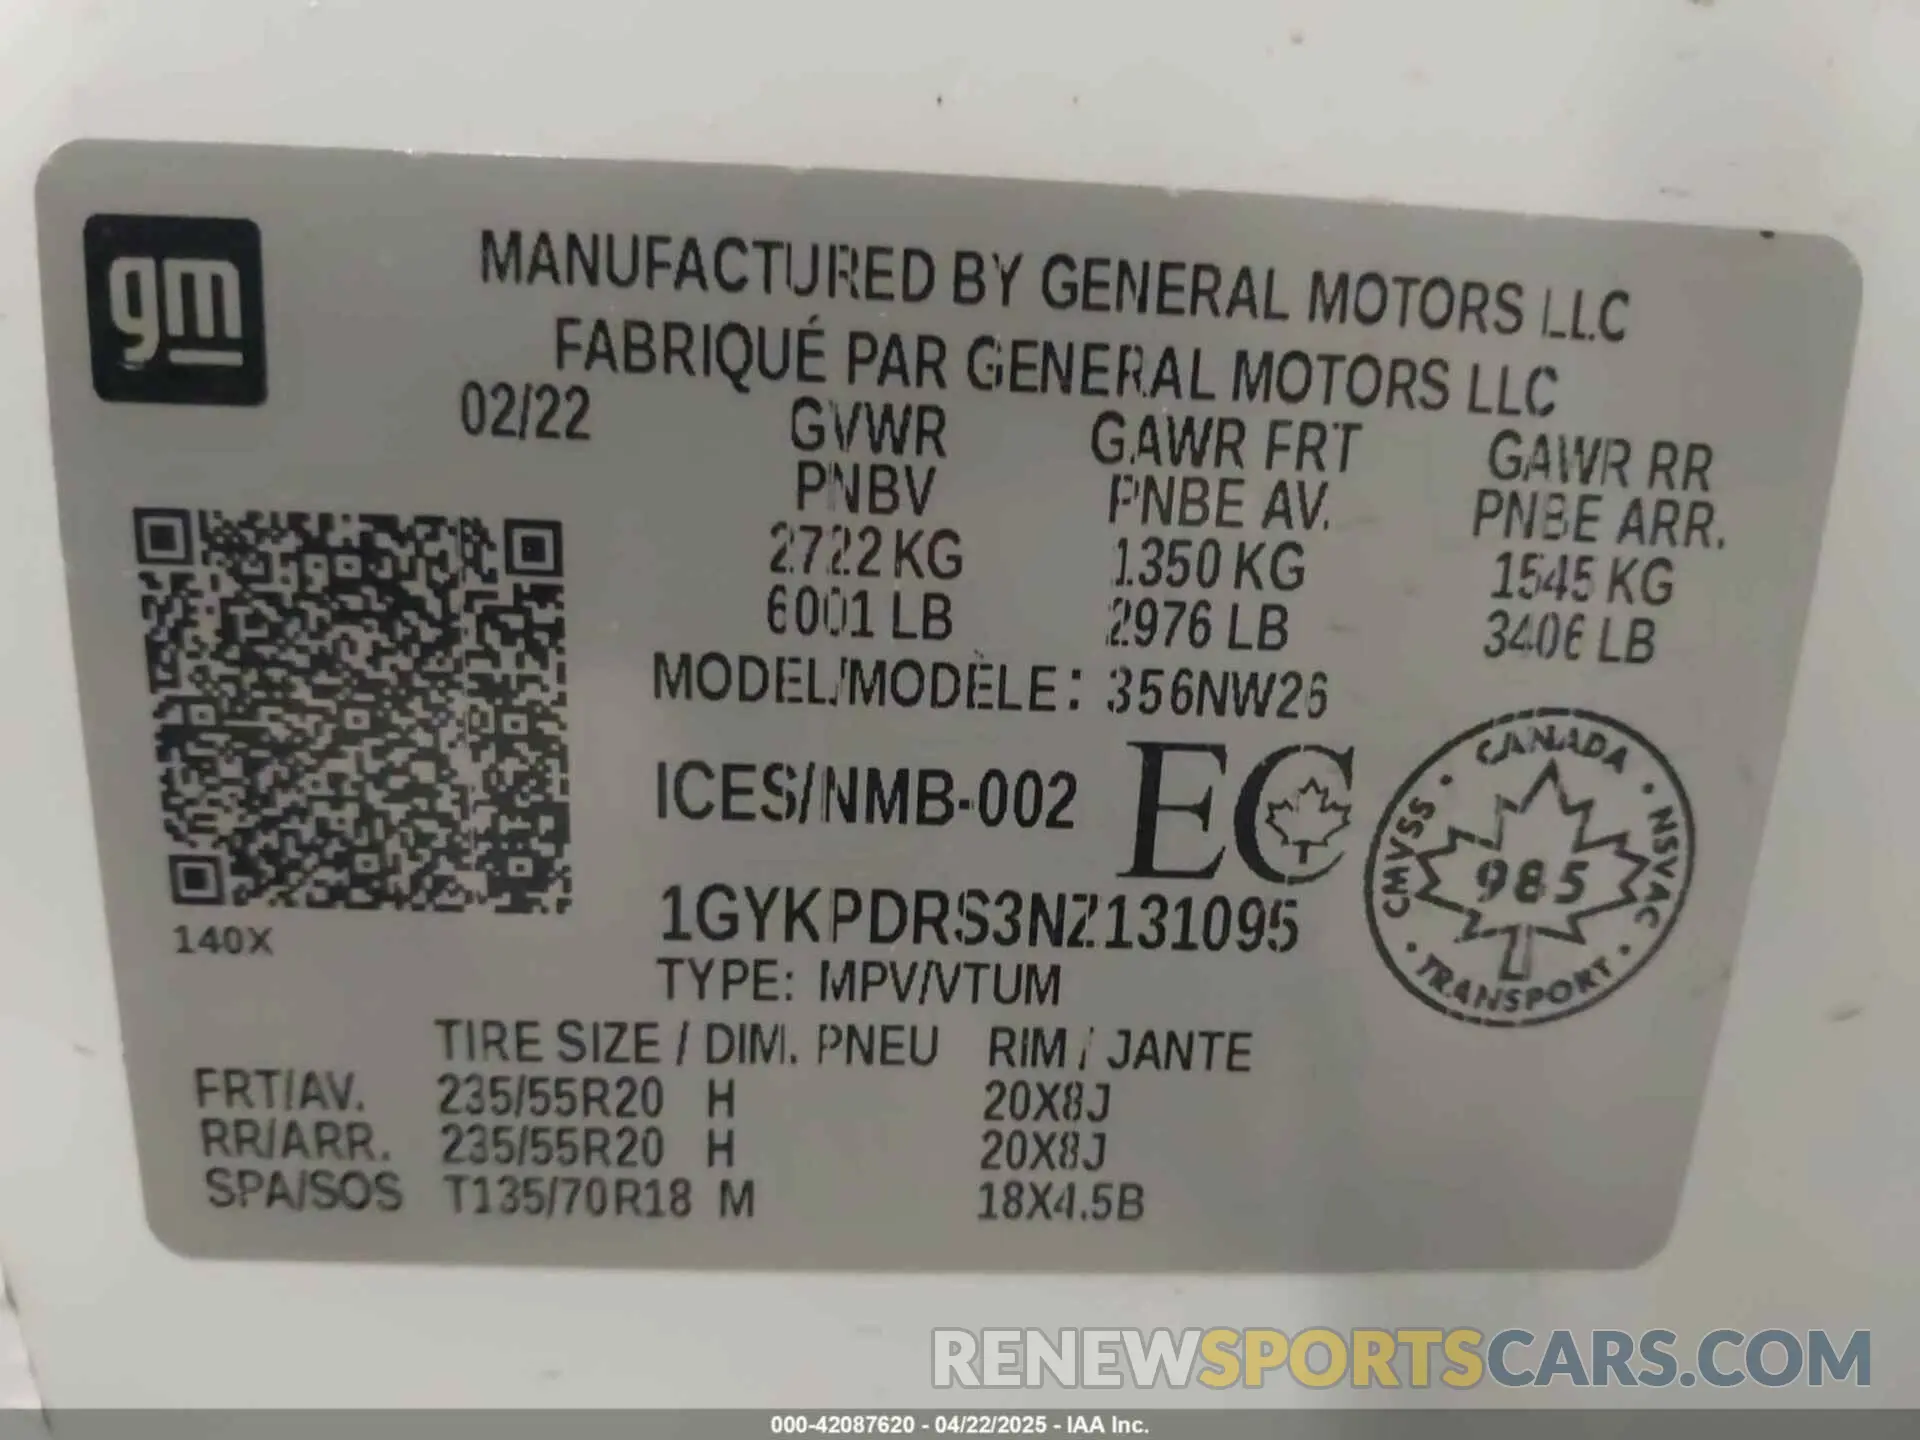 gm
MANUFACTURED BY GENERAL MOTORS LLC
FABRIQUÉ PAR GENERAL MOTORS LLC
02/22
GVWR GAWR FRT GAWR RR
PNBV PNBE AV. PNBE ARR.
2722 KG 1350 KG 1545 KG
6001 LB 2976 LB 3406 LB
MODEL/MODÈLE: 356NW26
ICES/NMB-002 EC
CANADA
CMVSS 985 NSVAC
TRANSPORT
1GYKPDRS3NZ131095
140X
TYPE: MPV/VTUM
TIRE SIZE / DIM. PNEU RIM / JANTE
FRT/AV. 235/55R20 H 20X8J
RR/ARR. 235/55R20 H 20X8J
SPA/SOS T135/70R18 M 18X4.5B
RENEWSPORTSCARS.COM
000-42087620 - 04/22/2025 - IAA Inc.